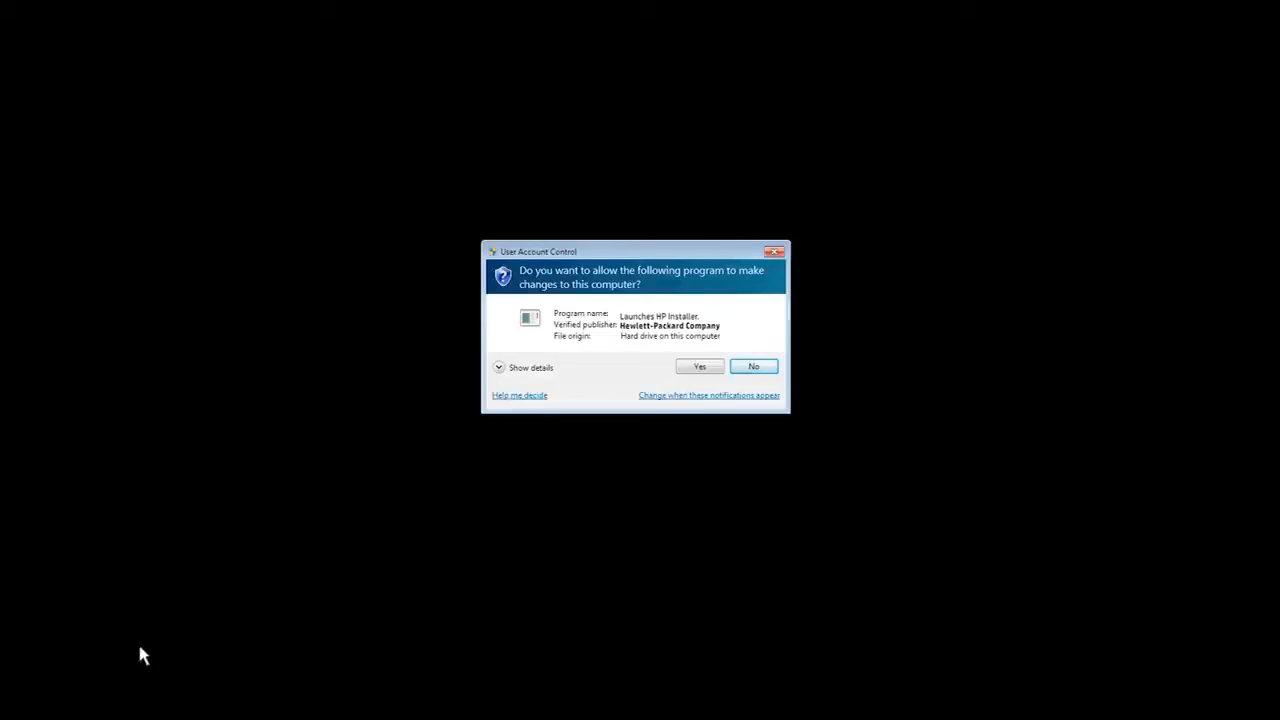 User Account Control
Do you want to allow the following program to make
changes to this computer?
Program name: Launches HP Installer.
Verified publisher: Hewlett-Packard Company
File origin: Hard drive on this computer
Show details
Yes No
Help me decide
Change when these notifications appear